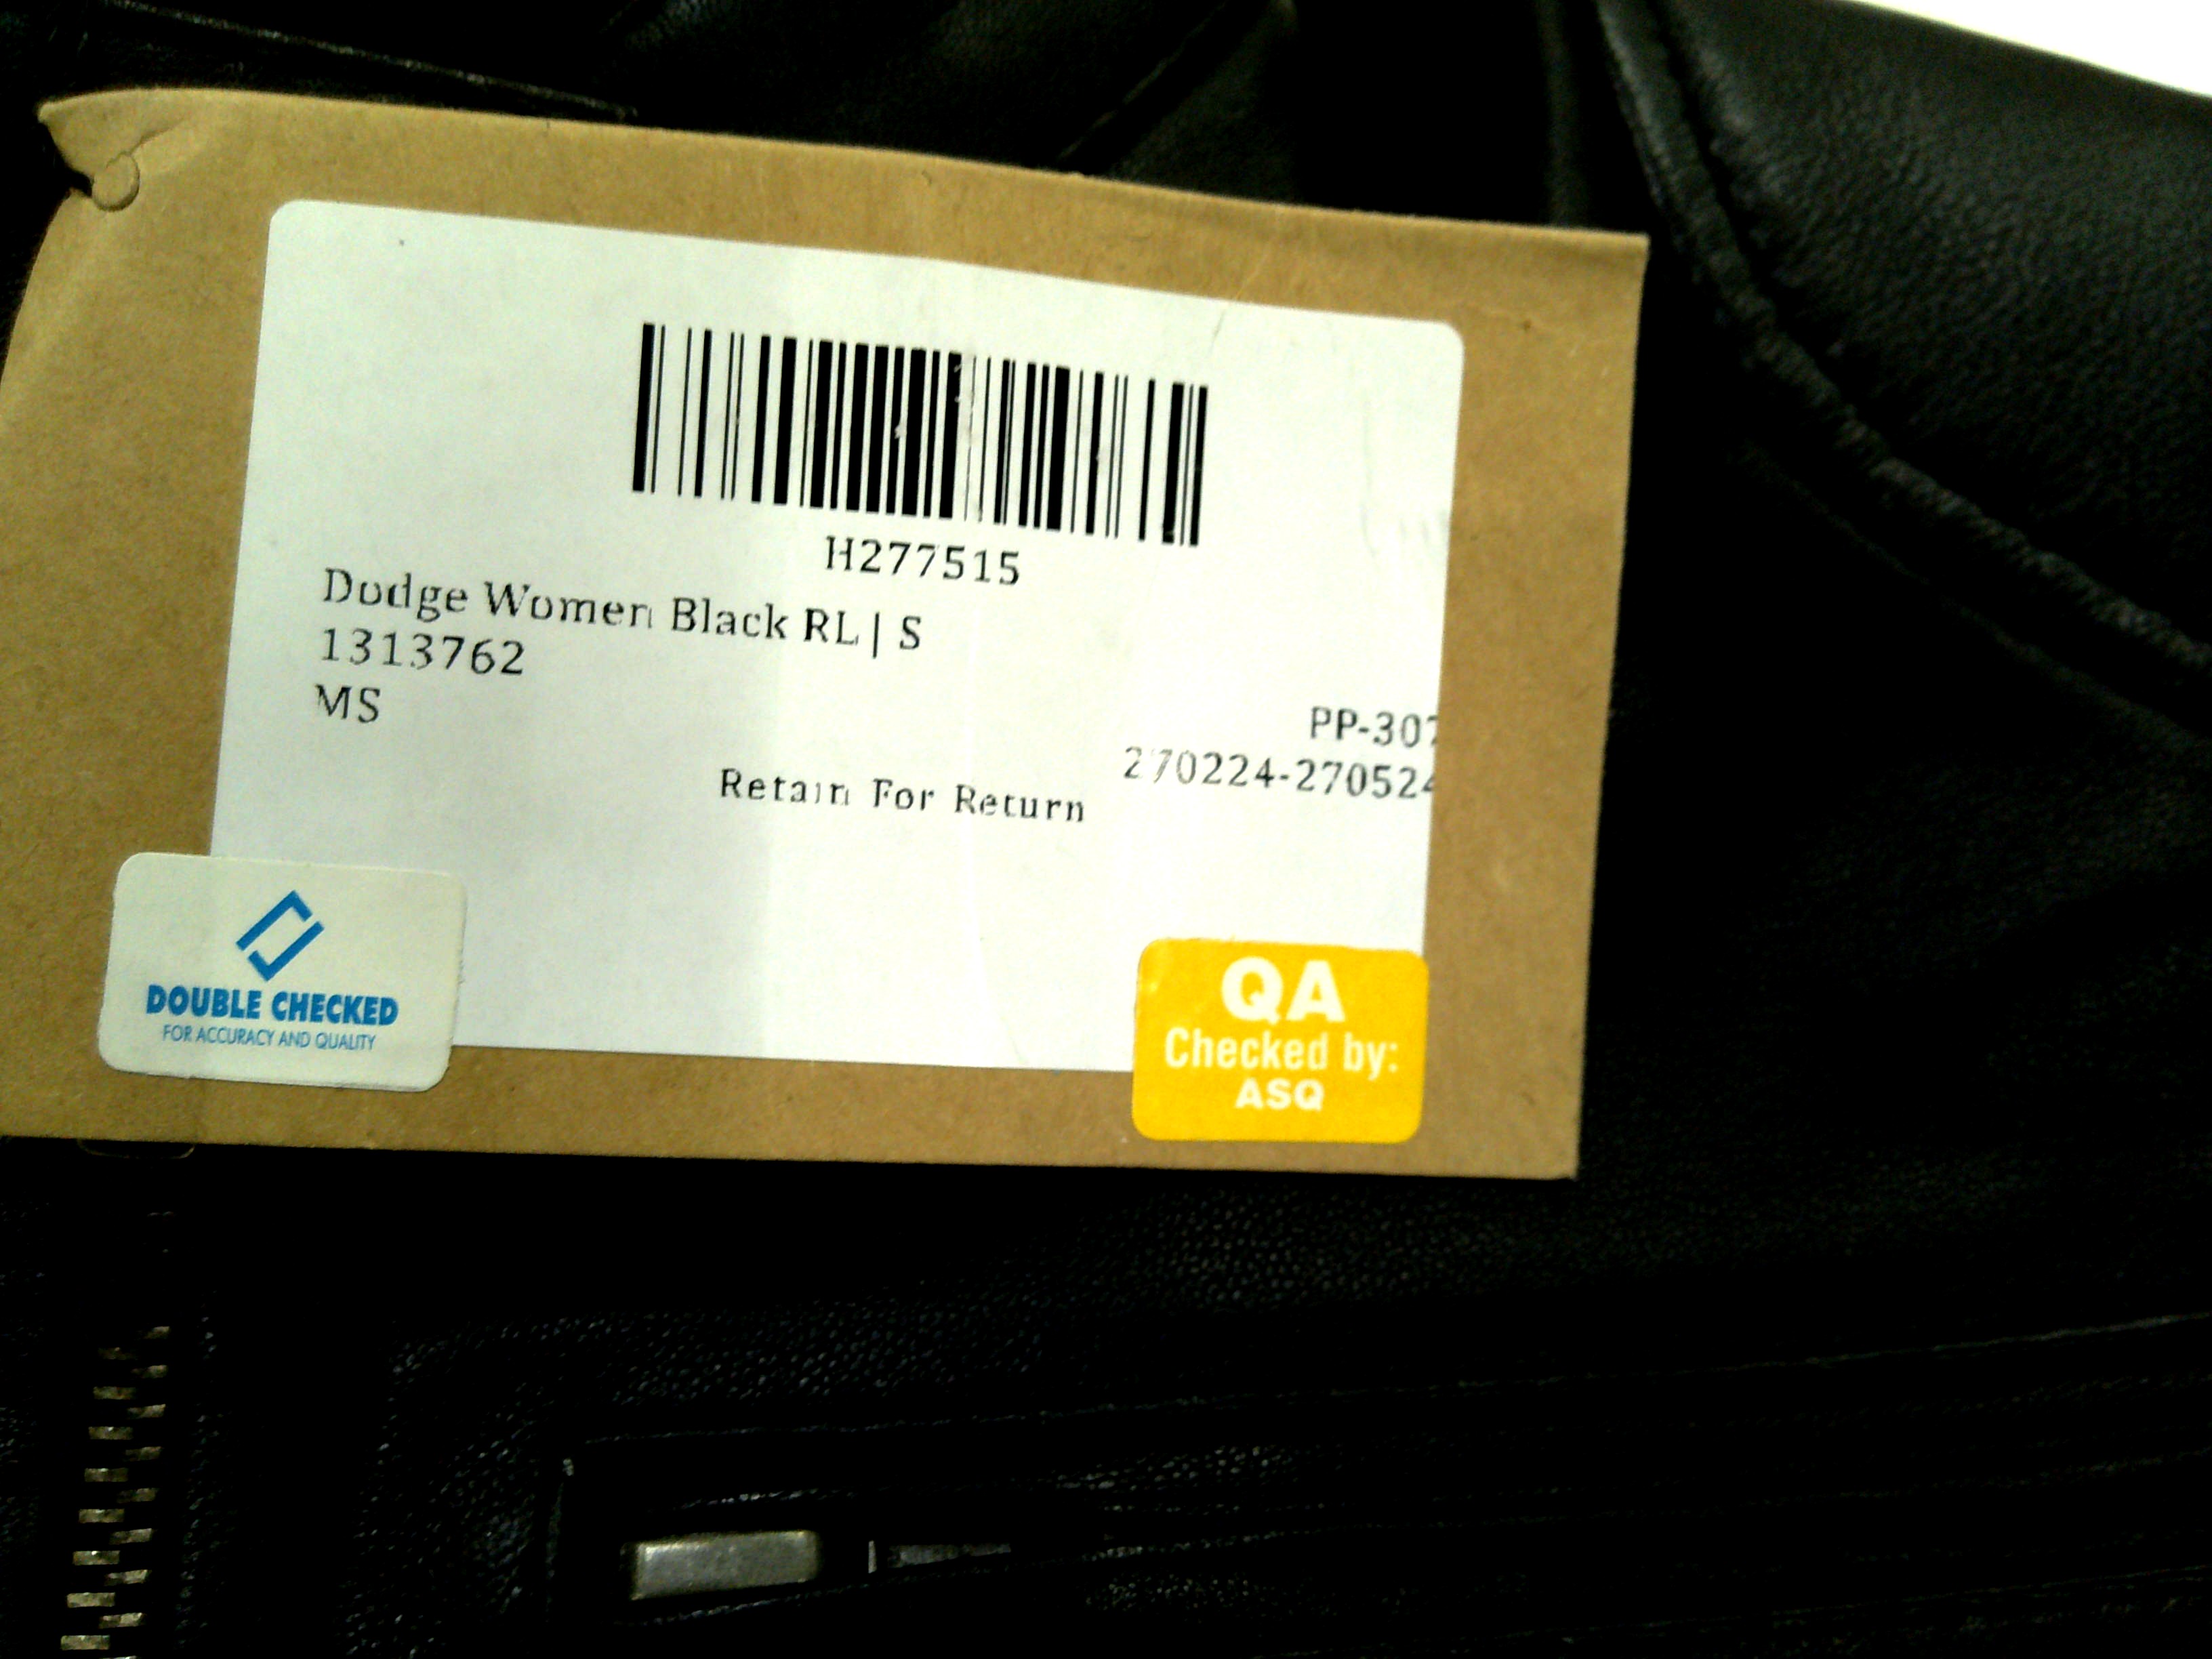 H277515
Dodge Women Black RL | S
1313762
MS
PP-307
270224-270524
Retain For Return
DOUBLE CHECKED
FOR ACCURACY AND QUALITY
QA
Checked by:
ASQ